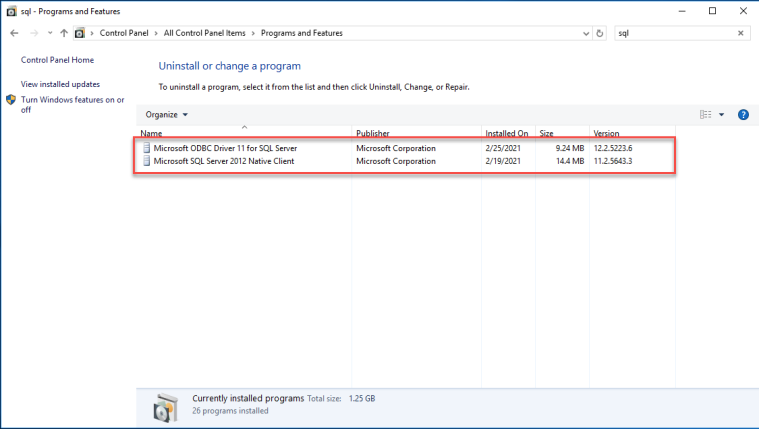 sql - Programs and Features
Control Panel > All Control Panel Items > Programs and Features
sql
Control Panel Home
View installed updates
Turn Windows features on or
off
Uninstall or change a program
To uninstall a program, select it from the list and then click Uninstall, Change, or Repair.
Organize
Name Publisher Installed On Size Version
Microsoft ODBC Driver 11 for SQL Server Microsoft Corporation 2/25/2021 9.24 MB 12.2.5223.6
Microsoft SQL Server 2012 Native Client Microsoft Corporation 2/19/2021 14.4 MB 11.2.5643.3
Currently installed programs Total size: 1.25 GB
26 programs installed